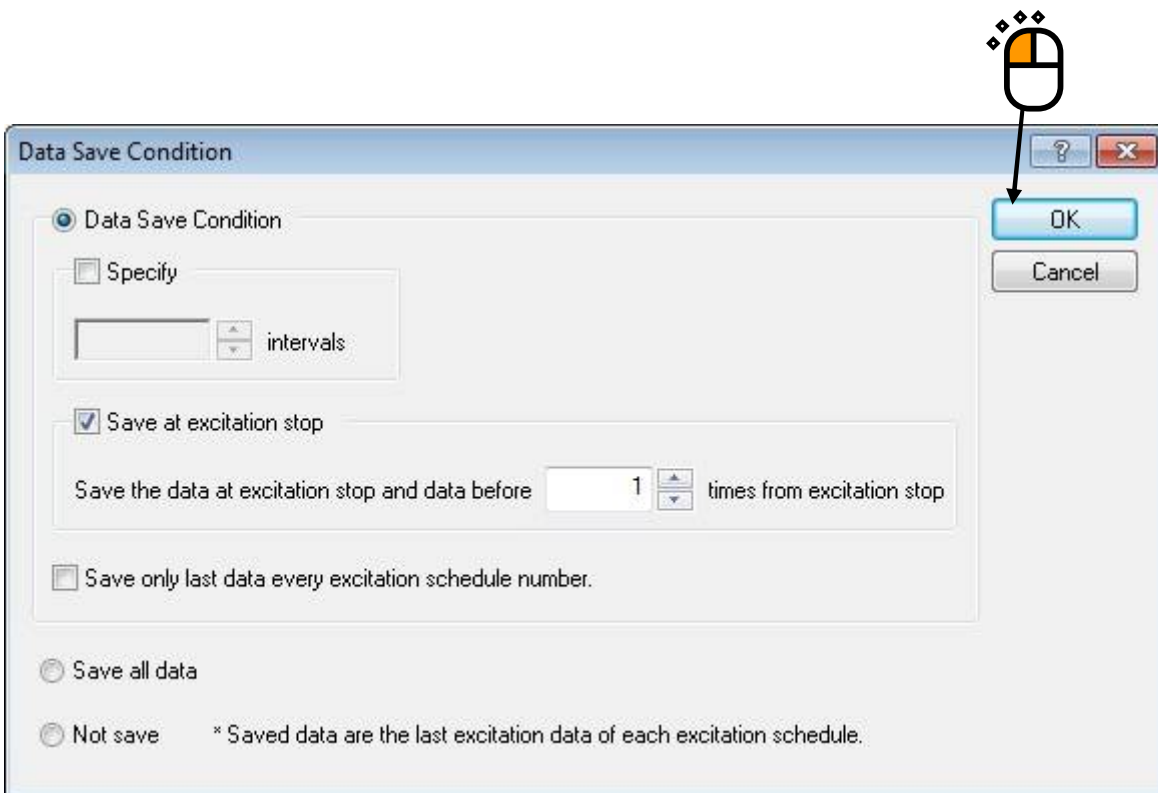 Data Save Condition
Data Save Condition
OK
Specify
Cancel
intervals
Save at excitation stop
Save the data at excitation stop and data before 1 times from excitation stop
Save only last data every excitation schedule number.
Save all data
Not save * Saved data are the last excitation data of each excitation schedule.